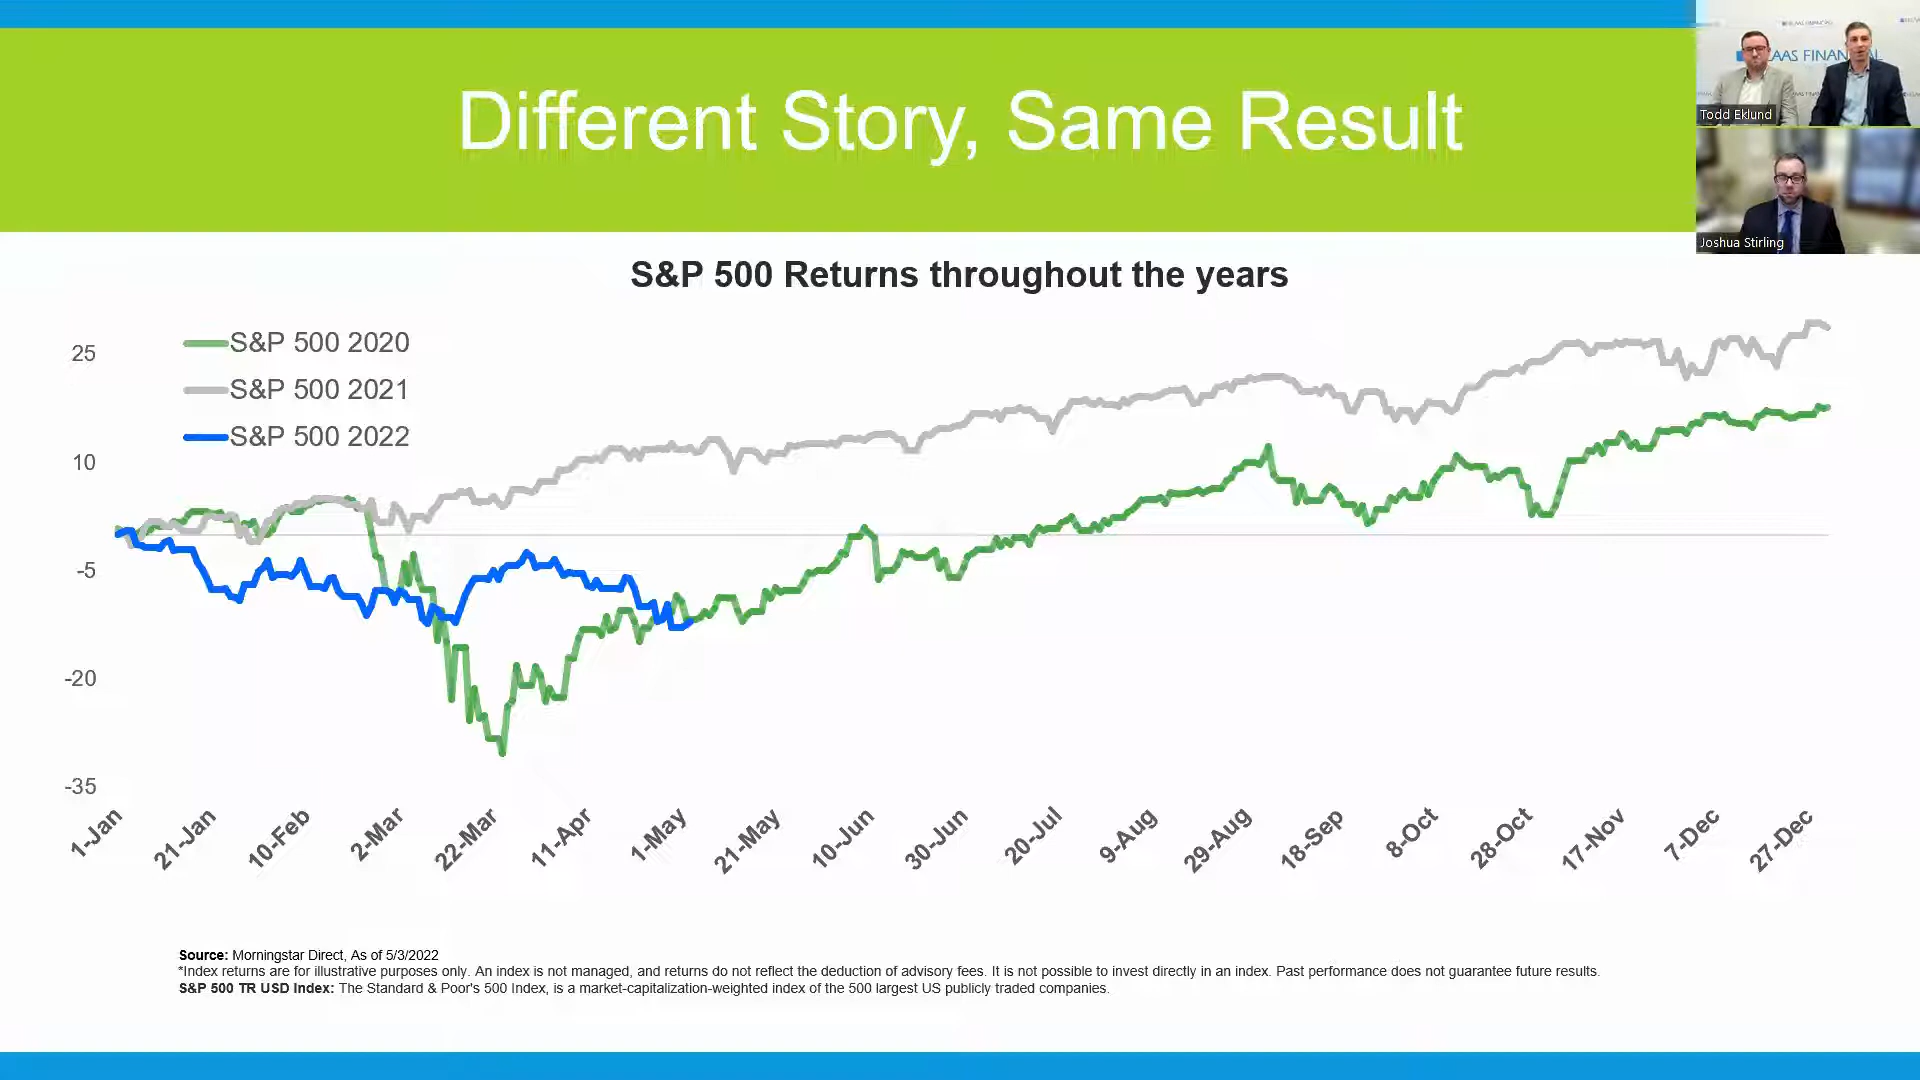 Different Story, Same Result
AAS FINAN
AL
Todd Eklund
Joshua Stirling
S&P 500 Returns throughout the years
S&P 500 2020
S&P 500 2021
S&P 500 2022
25
10
-5
-20
-35
1-Jan
21-Jan
10-Feb
2-Mar
22-Mar
11-Apr
1-May
21-May
10-Jun
30-Jun
20-Jul
9-Aug
29-Aug
18-Sep
8-Oct
28-Oct
17-Nov
7-Dec
27-Dec
Source: Morningstar Direct, As of 5/3/2022
*Index returns are for illustrative purposes only. An index is not managed, and returns do not reflect the deduction of advisory fees. It is not possible to invest directly in an index. Past performance does not guarantee future results.
S&P 500 TR USD Index: The Standard & Poor's 500 Index, is a market-capitalization-weighted index of the 500 largest US publicly traded companies.